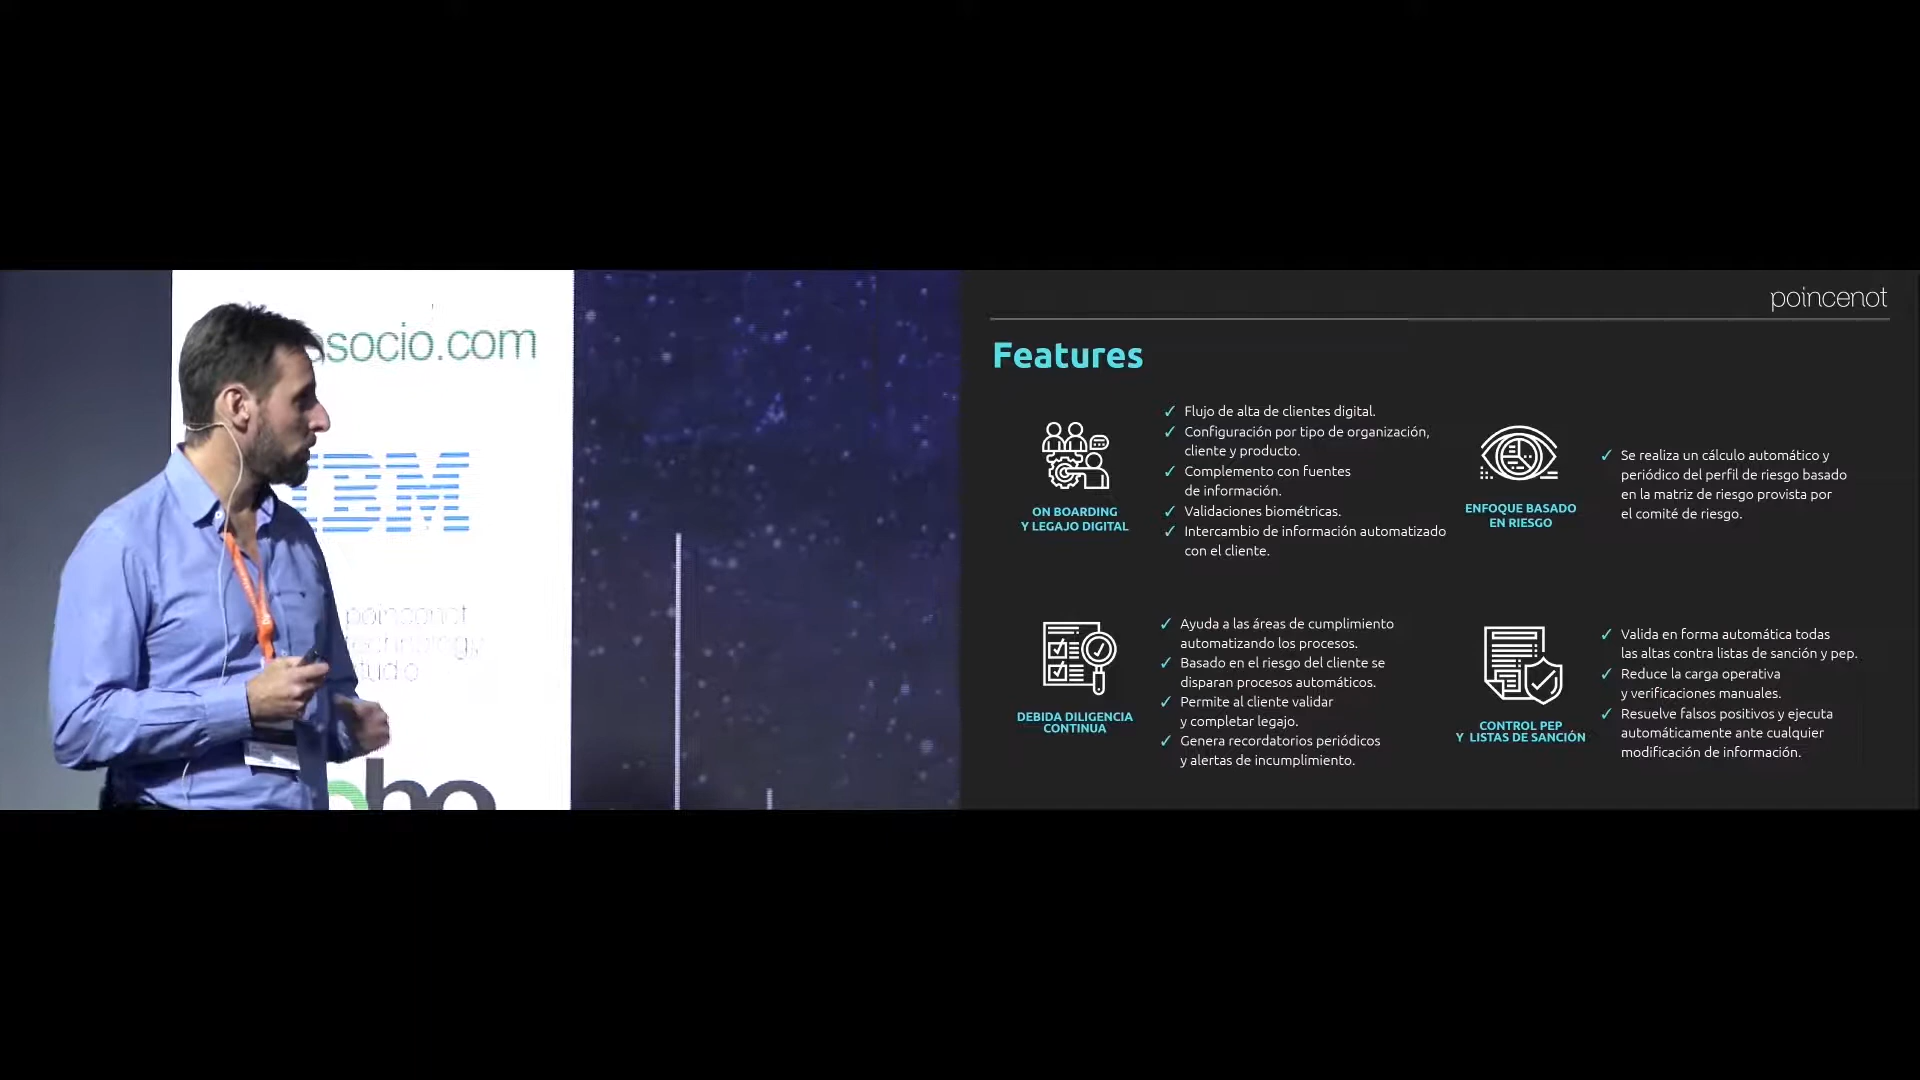 asocio.com
IBM
poincenot
technology
studio
poincenot
Features
ON BOARDING
Y LEGAJO DIGITAL
✓ Flujo de alta de clientes digital.
✓ Configuración por tipo de organización,
cliente y producto.
✓ Complemento con fuentes
de información.
✓ Validaciones biométricas.
✓ Intercambio de información automatizado
con el cliente.
ENFOQUE BASADO
EN RIESGO
✓ Se realiza un cálculo automático y
periódico del perfil de riesgo basado
en la matriz de riesgo provista por
el comité de riesgo.
DEBIDA DILIGENCIA
CONTINUA
✓ Ayuda a las áreas de cumplimiento
automatizando los procesos.
✓ Basado en el riesgo del cliente se
disparan procesos automáticos.
✓ Permite al cliente validar
y completar legajo.
✓ Genera recordatorios periódicos
y alertas de incumplimiento.
CONTROL PEP
Y LISTAS DE SANCIÓN
✓ Valida en forma automática todas
las altas contra listas de sanción y pep.
✓ Reduce la carga operativa
y verificaciones manuales.
✓ Resuelve falsos positivos y ejecuta
automáticamente ante cualquier
modificación de información.